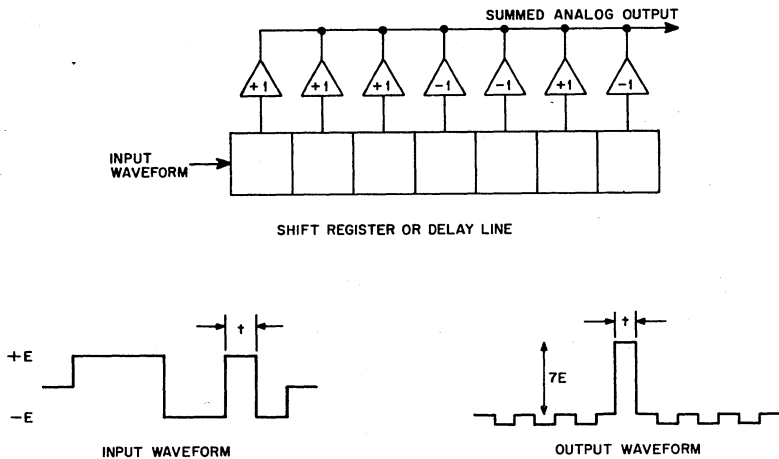 SUMMED ANALOG OUTPUT
+1 +1 +1 -1 -1 +1 -1
INPUT
WAVEFORM
SHIFT REGISTER OR DELAY LINE
t
+E
-E
INPUT WAVEFORM
t
7E
OUTPUT WAVEFORM